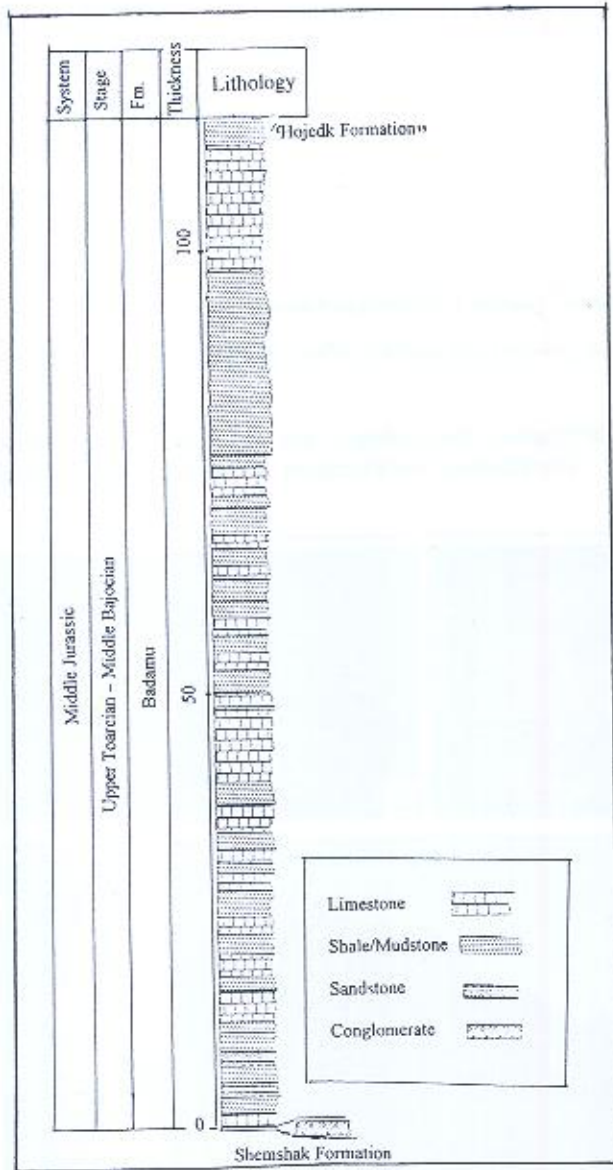 System
Stage
Fm.
Thickness
Lithology
"Hojedk Formation"
100
50
0
Middle Jurassic
Upper Toarcian – Middle Bajocian
Badamu
Limestone
Shale/Mudstone
Sandstone
Conglomerate
Shemshak Formation